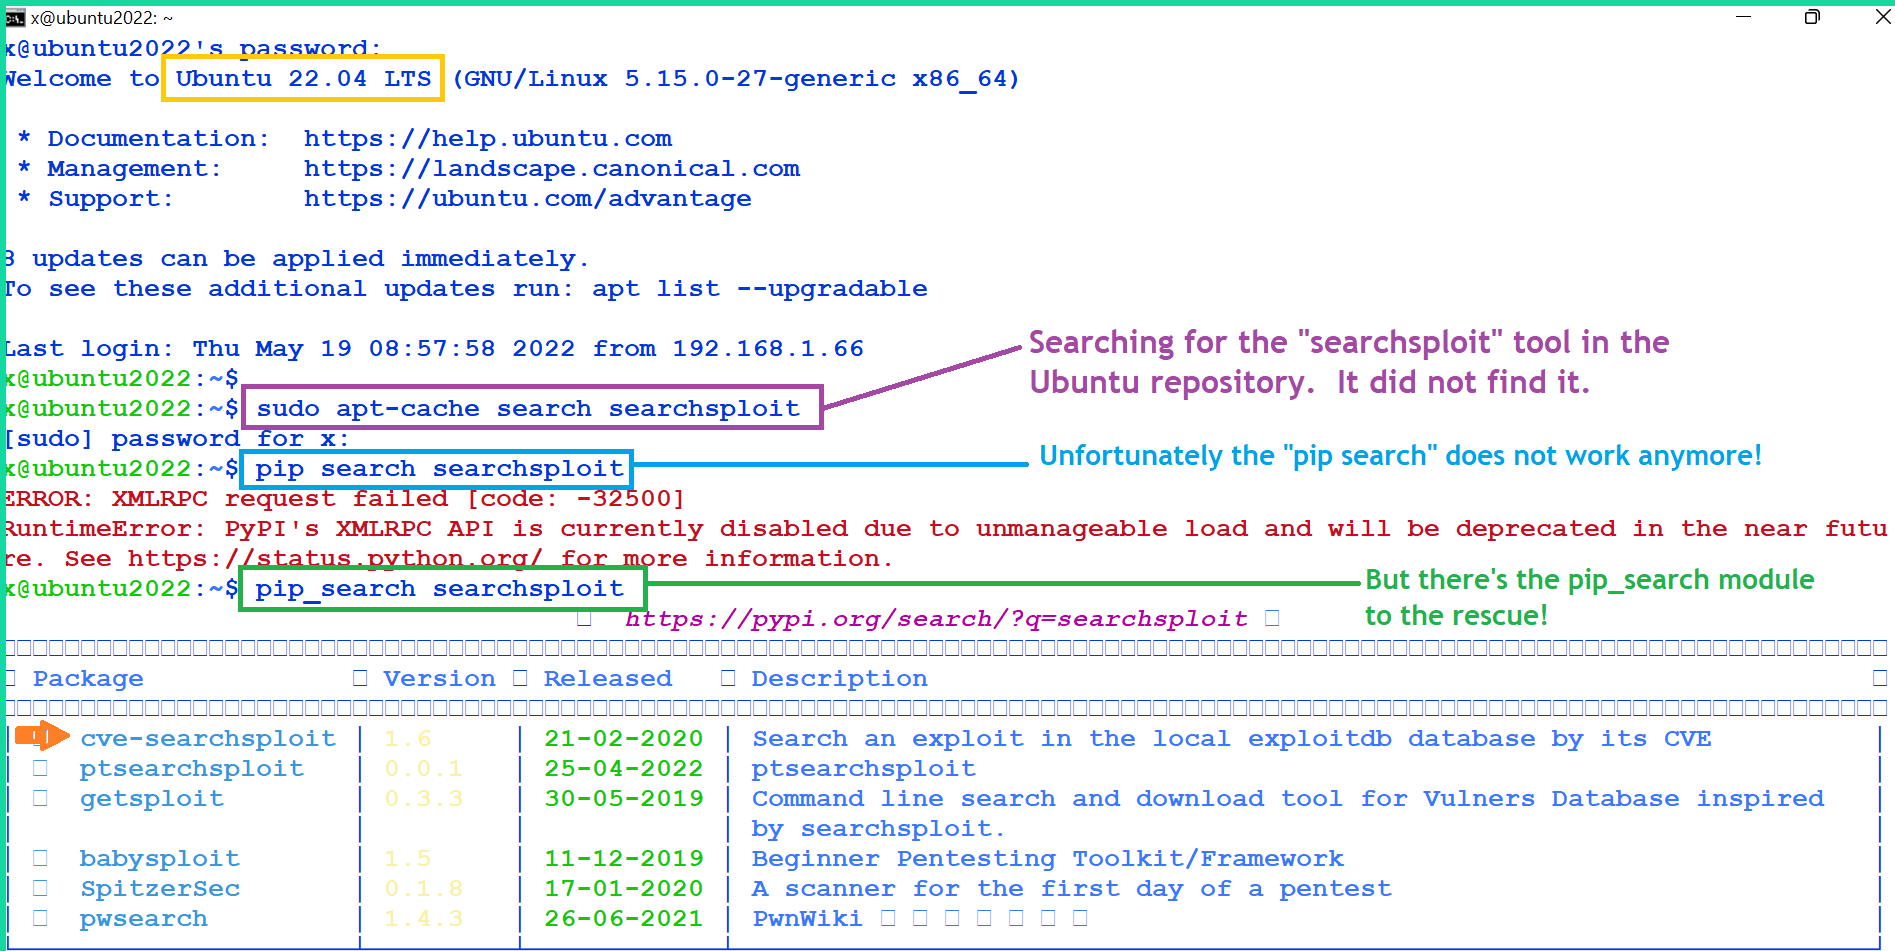 x@ubuntu2022: ~
x@ubuntu2022's password:
Welcome to Ubuntu 22.04 LTS (GNU/Linux 5.15.0-27-generic x86_64)
* Documentation:  https://help.ubuntu.com
* Management:     https://landscape.canonical.com
* Support:        https://ubuntu.com/advantage
8 updates can be applied immediately.
To see these additional updates run: apt list --upgradable
Last login: Thu May 19 08:57:58 2022 from 192.168.1.66
x@ubuntu2022:~$
x@ubuntu2022:~$ sudo apt-cache search searchsploit
Searching for the "searchsploit" tool in the
Ubuntu repository.  It did not find it.
[sudo] password for x:
x@ubuntu2022:~$ pip search searchsploit
Unfortunately the "pip search" does not work anymore!
ERROR: XMLRPC request failed [code: -32500]
RuntimeError: PyPI's XMLRPC API is currently disabled due to unmanageable load and will be deprecated in the near futu
re. See https://status.python.org/ for more information.
x@ubuntu2022:~$ pip_search searchsploit
But there's the pip_search module
to the rescue!
https://pypi.org/search/?q=searchsploit
Package Version Released Description
cve-searchsploit | 1.6 | 21-02-2020 | Search an exploit in the local exploitdb database by its CVE
ptsearchsploit | 0.0.1 | 25-04-2022 | ptsearchsploit
getsploit | 0.3.3 | 30-05-2019 | Command line search and download tool for Vulners Database inspired
by searchsploit.
babysploit | 1.5 | 11-12-2019 | Beginner Pentesting Toolkit/Framework
SpitzerSec | 0.1.8 | 17-01-2020 | A scanner for the first day of a pentest
pwsearch | 1.4.3 | 26-06-2021 | PwnWiki